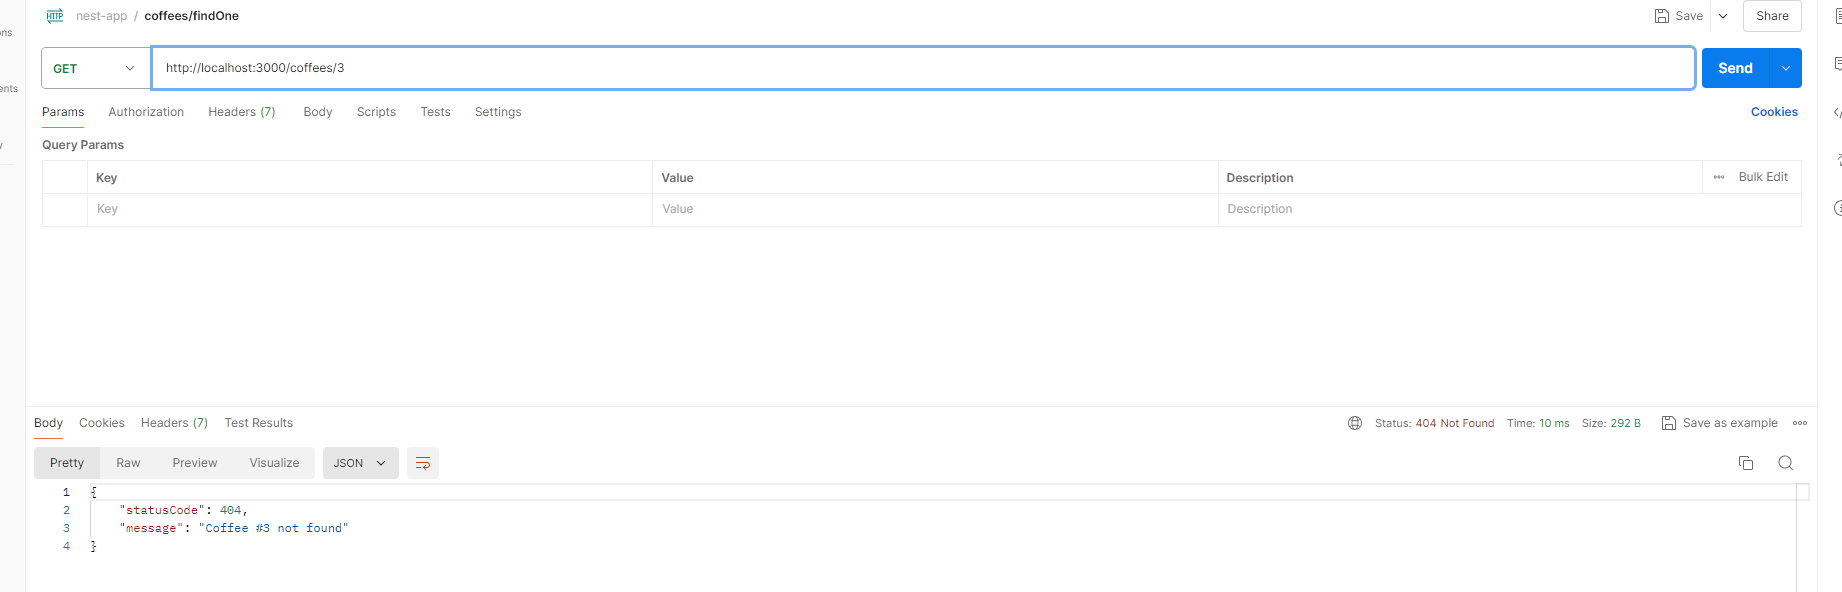 HTTP nest-app / coffees/findOne Save Share
ons
GET http://localhost:3000/coffees/3 Send
ents
Params Authorization Headers (7) Body Scripts Tests Settings Cookies
Query Params
Key Value Description Bulk Edit
Key Value Description
Body Cookies Headers (7) Test Results Status: 404 Not Found Time: 10 ms Size: 292 B Save as example
Pretty Raw Preview Visualize JSON
1 {
2 "statusCode": 404,
3 "message": "Coffee #3 not found"
4 }